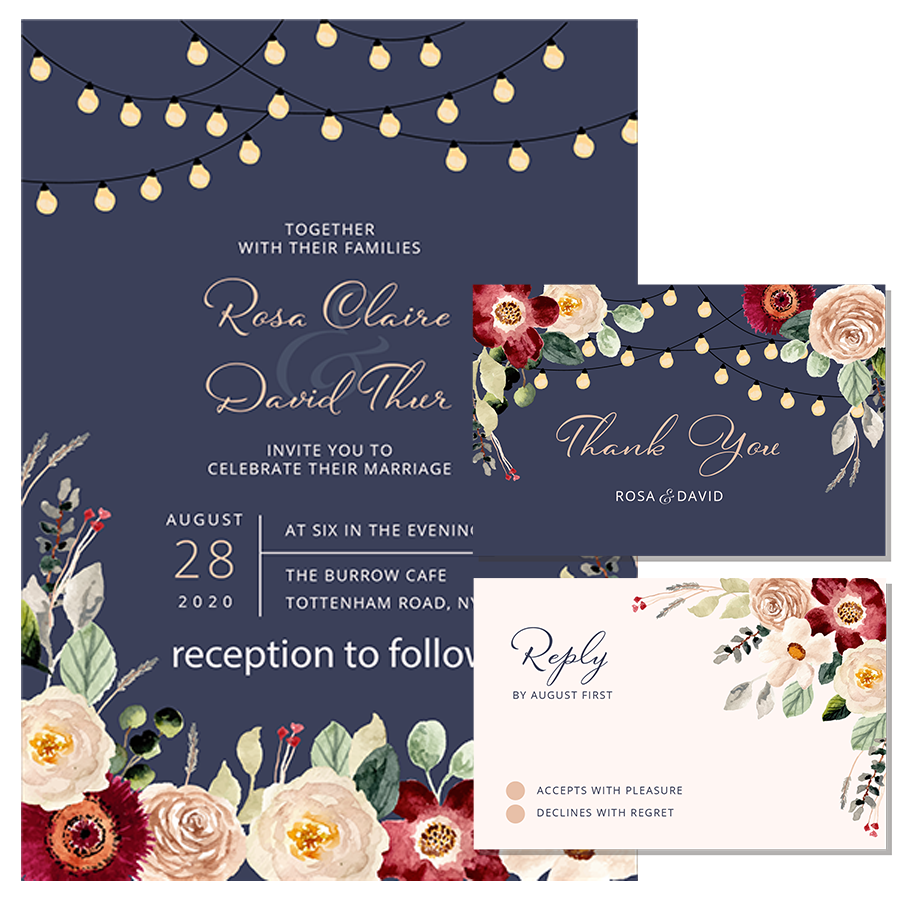 TOGETHER
WITH THEIR FAMILIES
Rosa Claire
&
David Thur
INVITE YOU TO
CELEBRATE THEIR MARRIAGE
AUGUST
28
2020
AT SIX IN THE EVENING
THE BURROW CAFE
TOTTENHAM ROAD, NY
reception to follow
Thank You
ROSA & DAVID
Reply
BY AUGUST FIRST
ACCEPTS WITH PLEASURE
DECLINES WITH REGRET